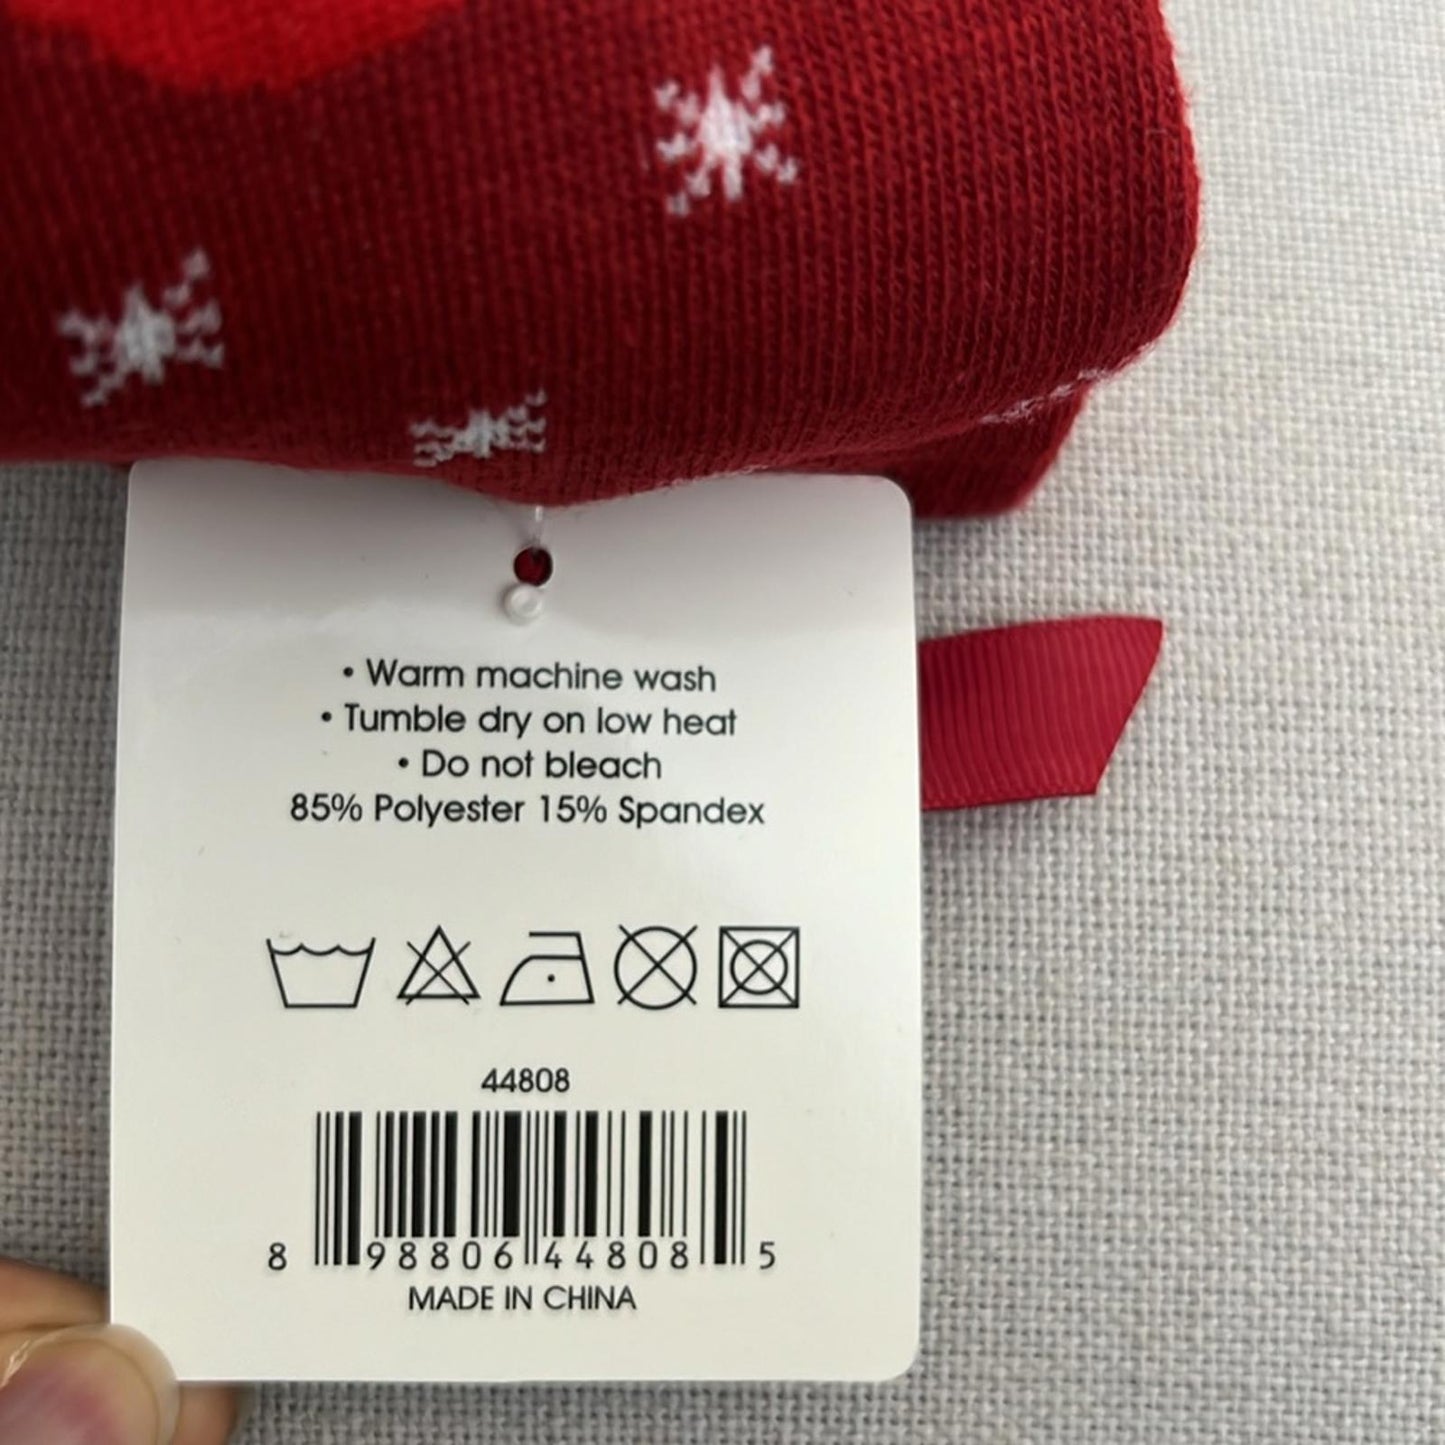 • Warm machine wash
• Tumble dry on low heat
• Do not bleach
85% Polyester 15% Spandex
44808
8 98806 44808 5
MADE IN CHINA